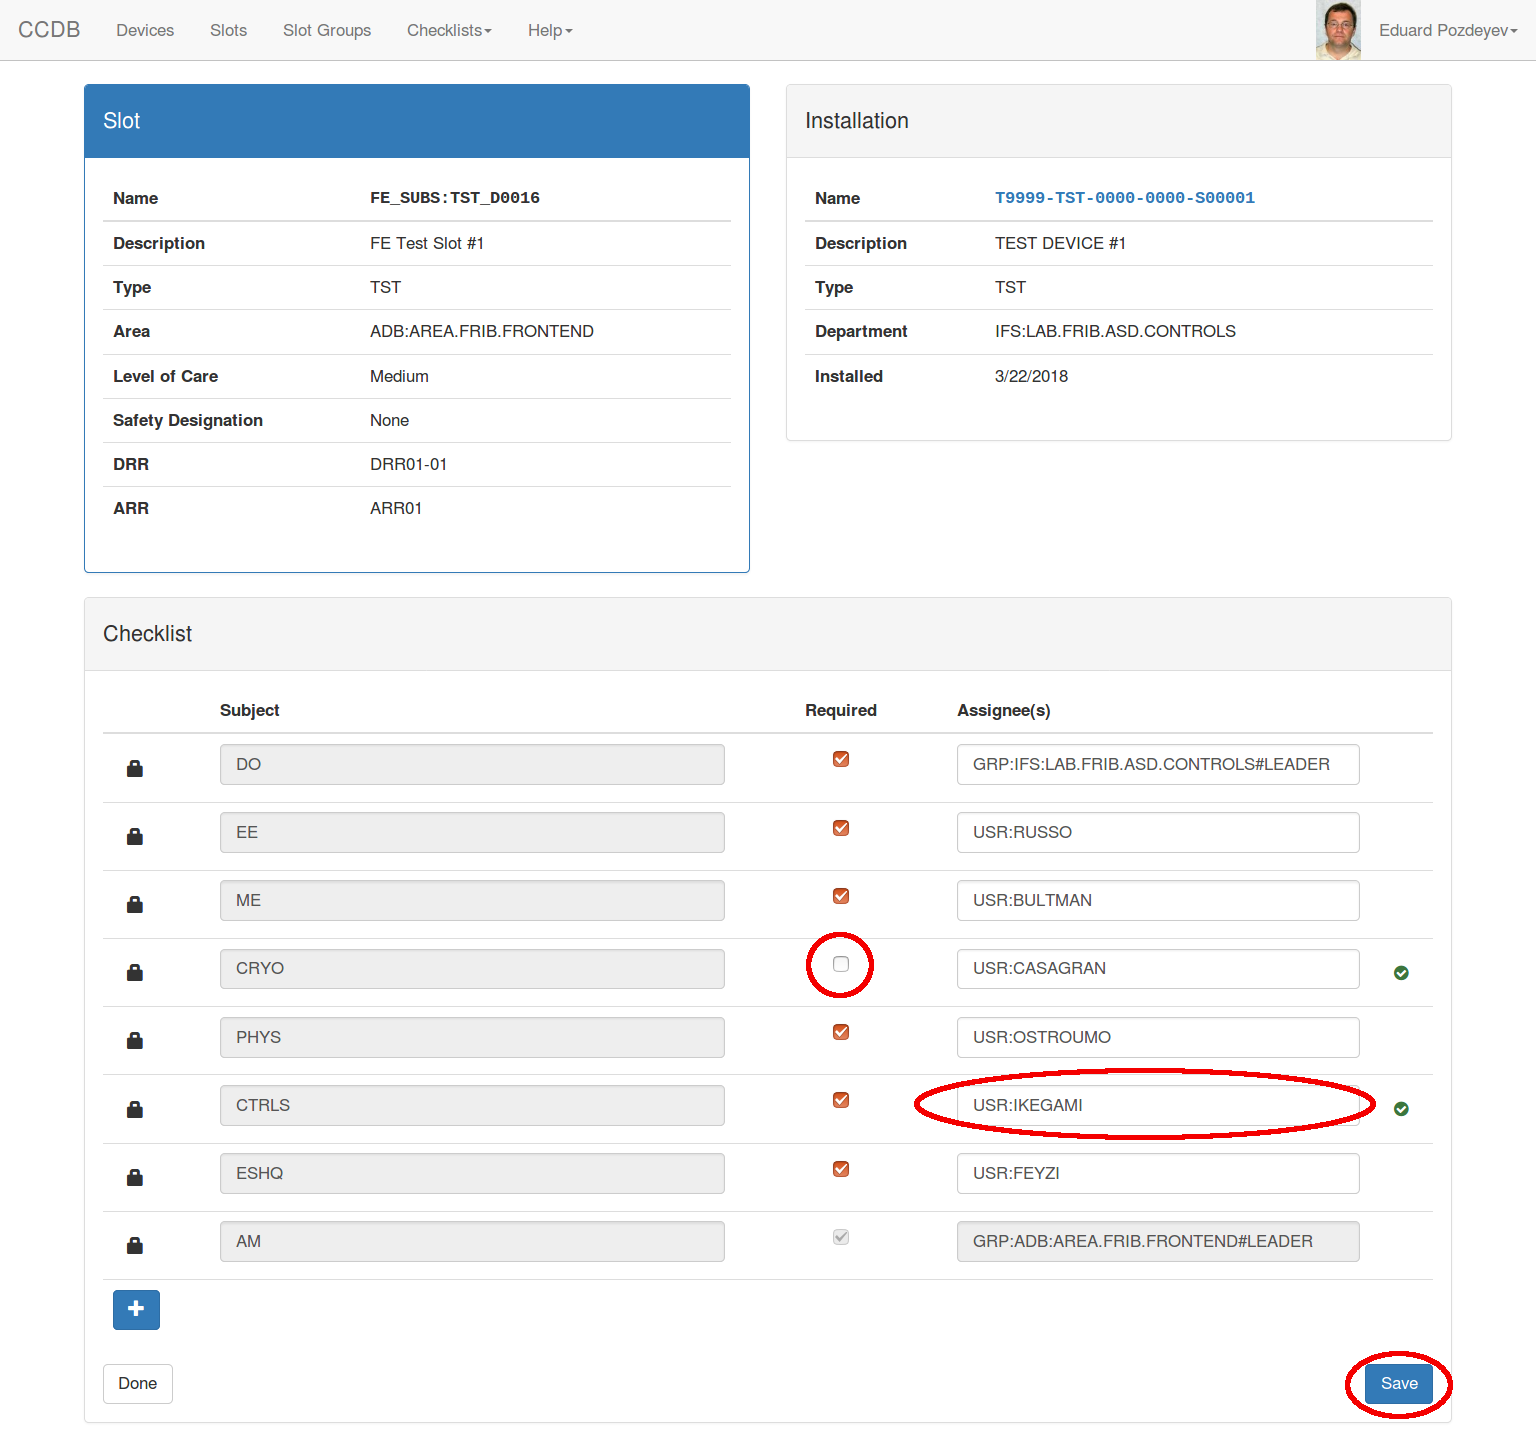 CCDB Devices Slots Slot Groups Checklists Help Eduard Pozdeyev
Slot
Name FE_SUBS:TST_D0016
Description FE Test Slot #1
Type TST
Area ADB:AREA.FRIB.FRONTEND
Level of Care Medium
Safety Designation None
DRR DRR01-01
ARR ARR01
Installation
Name T9999-TST-0000-0000-S00001
Description TEST DEVICE #1
Type TST
Department IFS:LAB.FRIB.ASD.CONTROLS
Installed 3/22/2018
Checklist
Subject Required Assignee(s)
DO GRP:IFS:LAB.FRIB.ASD.CONTROLS#LEADER
EE USR:RUSSO
ME USR:BULTMAN
CRYO USR:CASAGRAN
PHYS USR:OSTROUMO
CTRLS USR:IKEGAMI
ESHQ USR:FEYZI
AM GRP:ADB:AREA.FRIB.FRONTEND#LEADER
Done Save